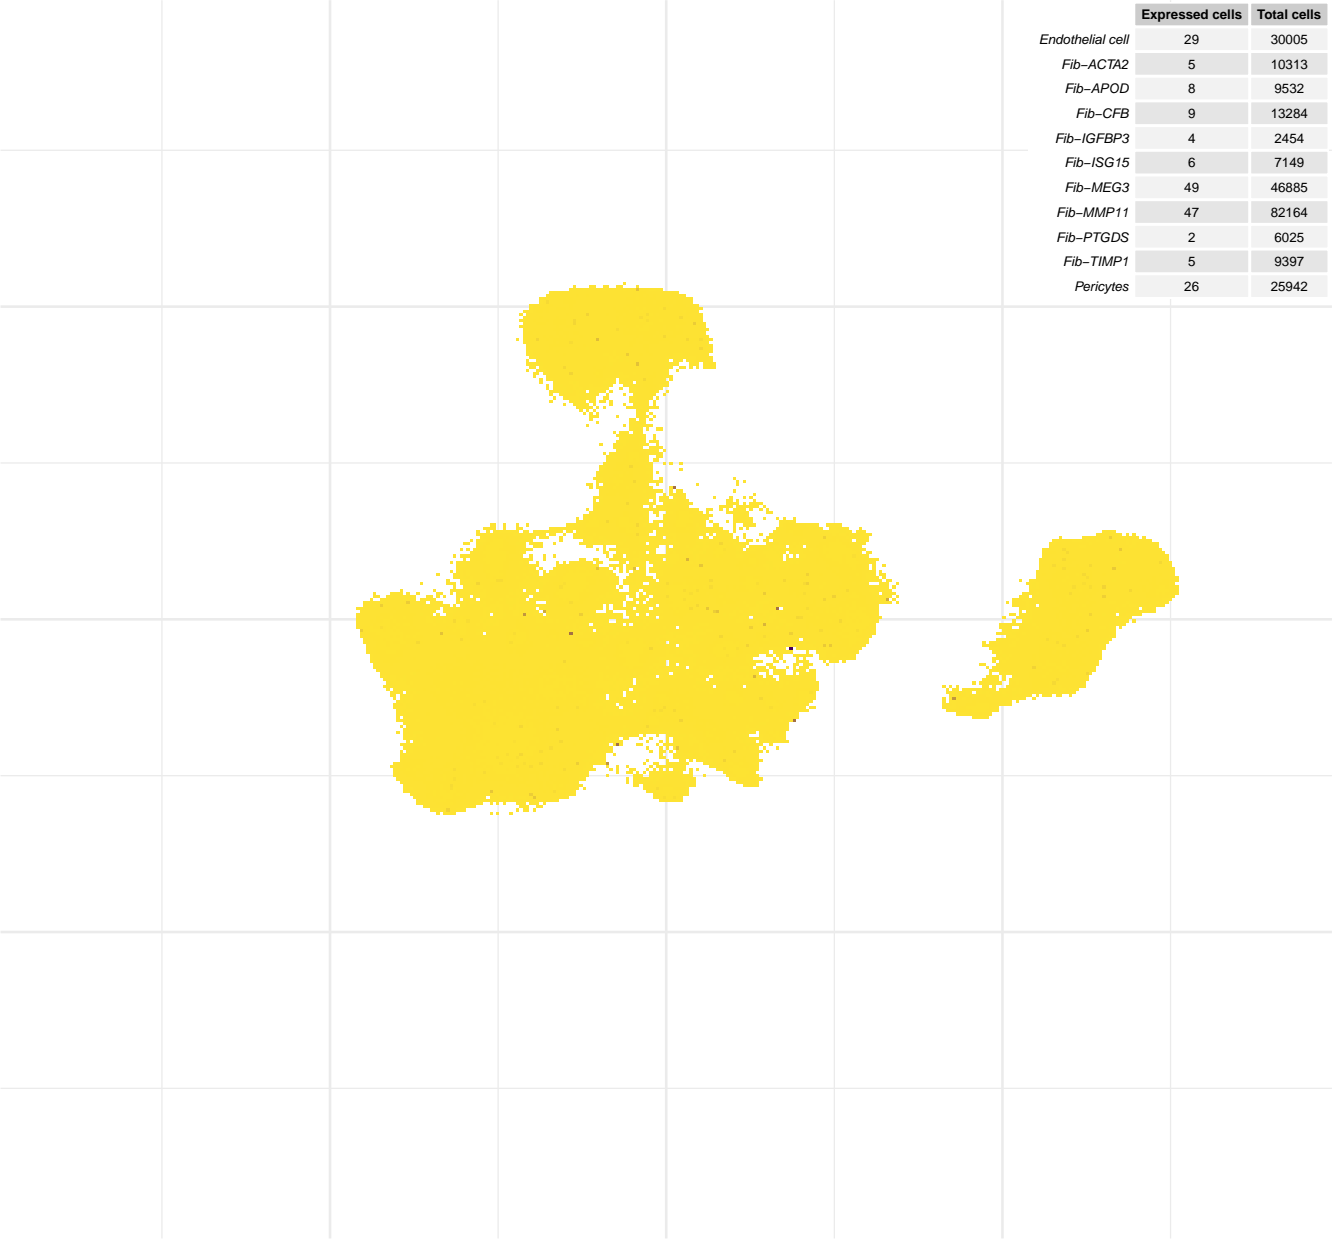 Expressed cells Total cells
Endothelial cell 29 30005
Fib−ACTA2 5 10313
Fib−APOD 8 9532
Fib−CFB 9 13284
Fib−IGFBP3 4 2454
Fib−ISG15 6 7149
Fib−MEG3 49 46885
Fib−MMP11 47 82164
Fib−PTGDS 2 6025
Fib−TIMP1 5 9397
Pericytes 26 25942